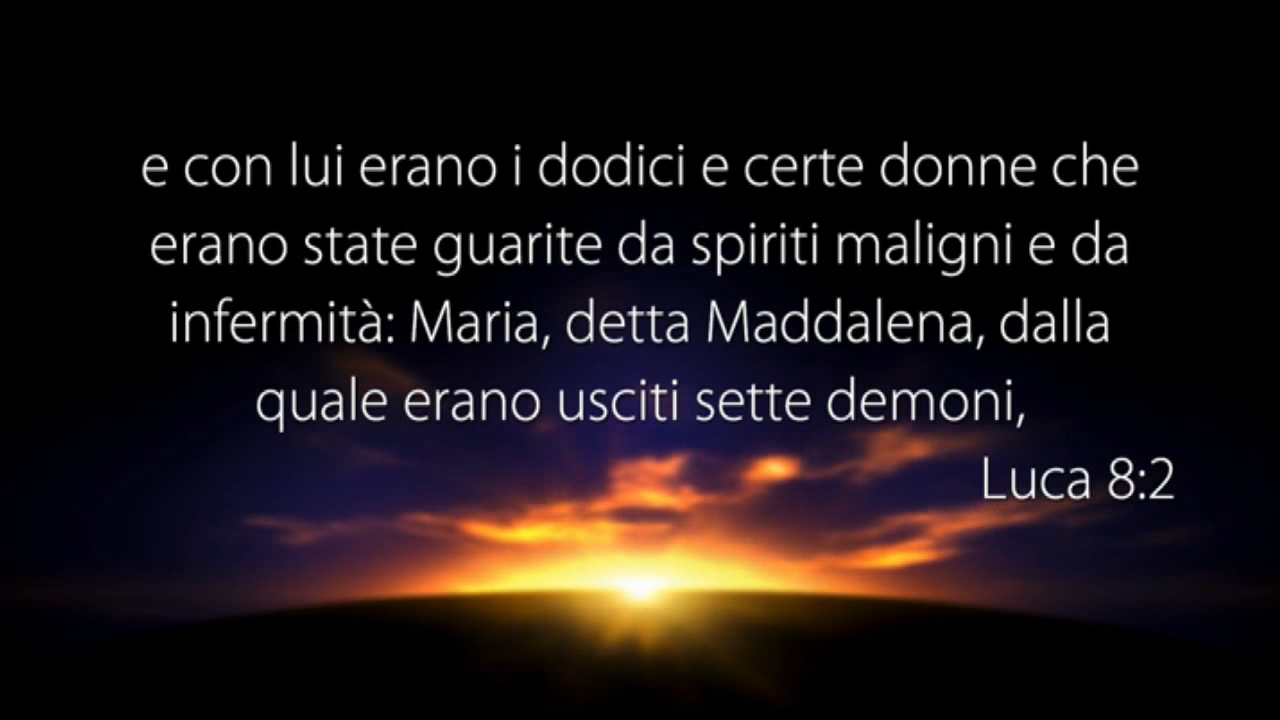 e con lui erano i dodici e certe donne che
erano state guarite da spiriti maligni e da
infermità: Maria, detta Maddalena, dalla
quale erano usciti sette demoni,
Luca 8:2